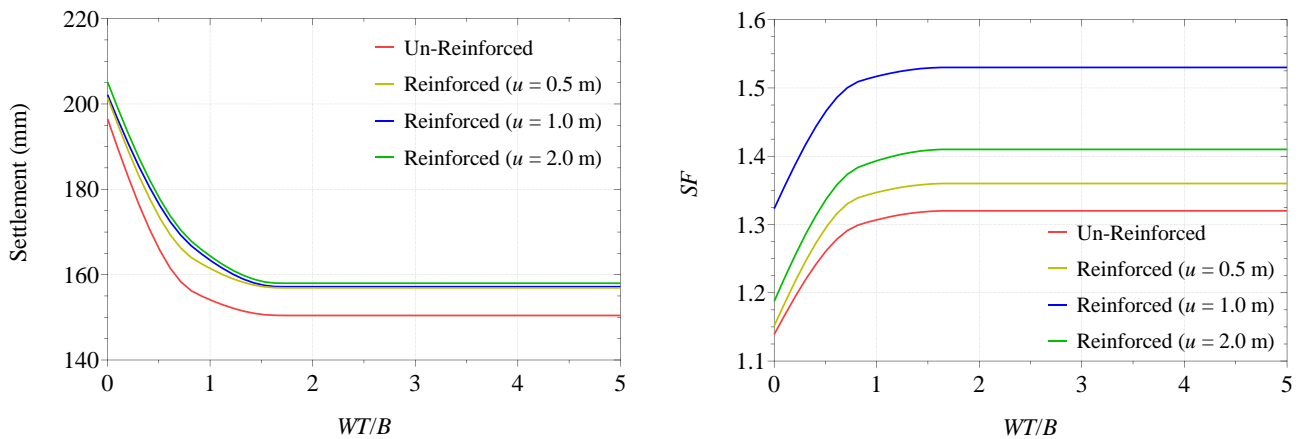 220
200
180
160
140
Settlement (mm)
0 1 2 3 4 5
WT/B
Un-Reinforced
Reinforced (u = 0.5 m)
Reinforced (u = 1.0 m)
Reinforced (u = 2.0 m)
1.6
1.5
1.4
1.3
1.2
1.1
SF
0 1 2 3 4 5
WT/B
Un-Reinforced
Reinforced (u = 0.5 m)
Reinforced (u = 1.0 m)
Reinforced (u = 2.0 m)